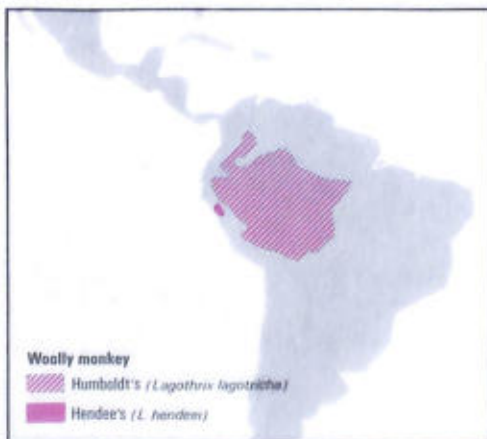 Woolly monkey
Humboldt's (Lagothrix lagotricha)
Hendee's (L hendeei)